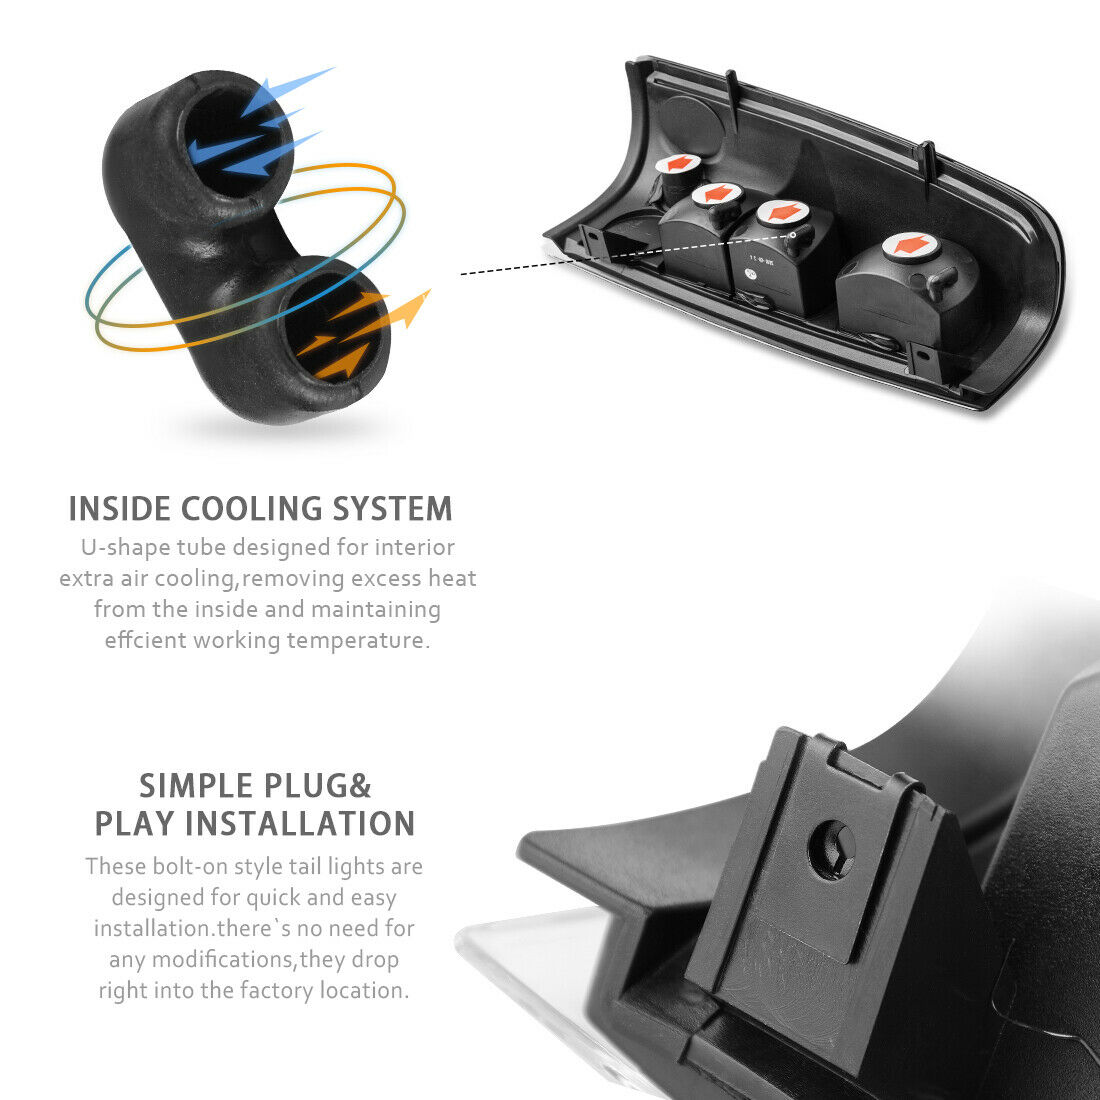 INSIDE COOLING SYSTEM
U-shape tube designed for interior
extra air cooling,removing excess heat
from the inside and maintaining
effcient working temperature.
SIMPLE PLUG&
PLAY INSTALLATION
These bolt-on style tail lights are
designed for quick and easy
installation.there`s no need for
any modifications,they drop
right into the factory location.